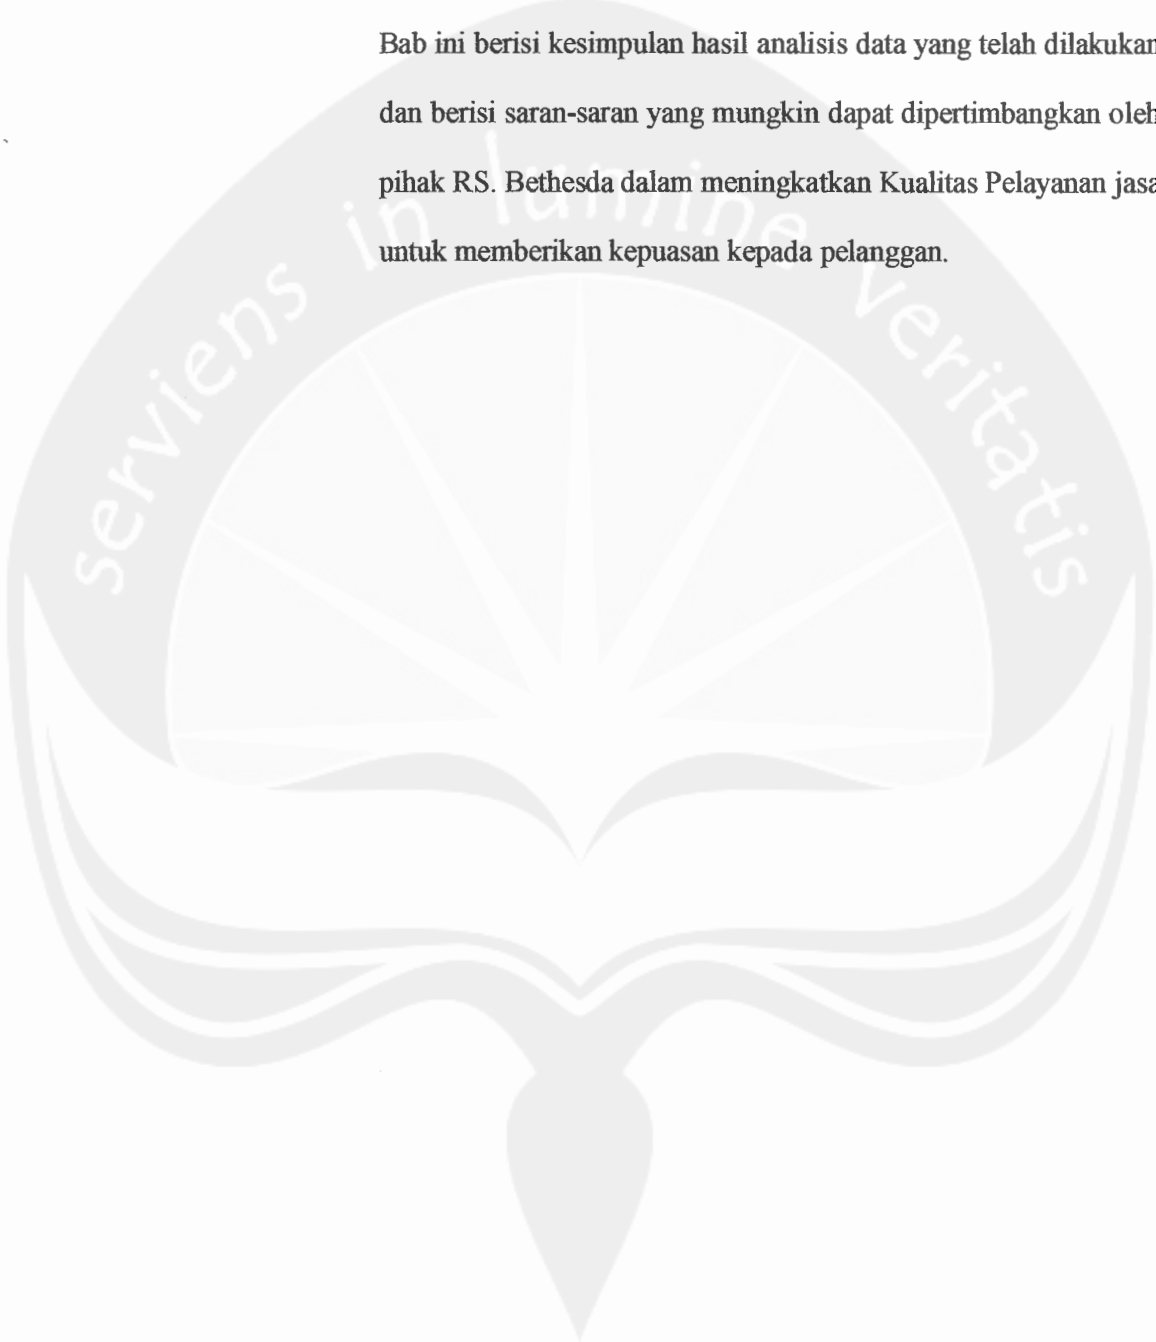 Bab ini berisi kesimpulan hasil analisis data yang telah dilakukan
dan berisi saran-saran yang mungkin dapat dipertimbangkan oleh
pihak RS. Bethesda dalam meningkatkan Kualitas Pelayanan jasa
untuk memberikan kepuasan kepada pelanggan.
serviens in lumine veritatis